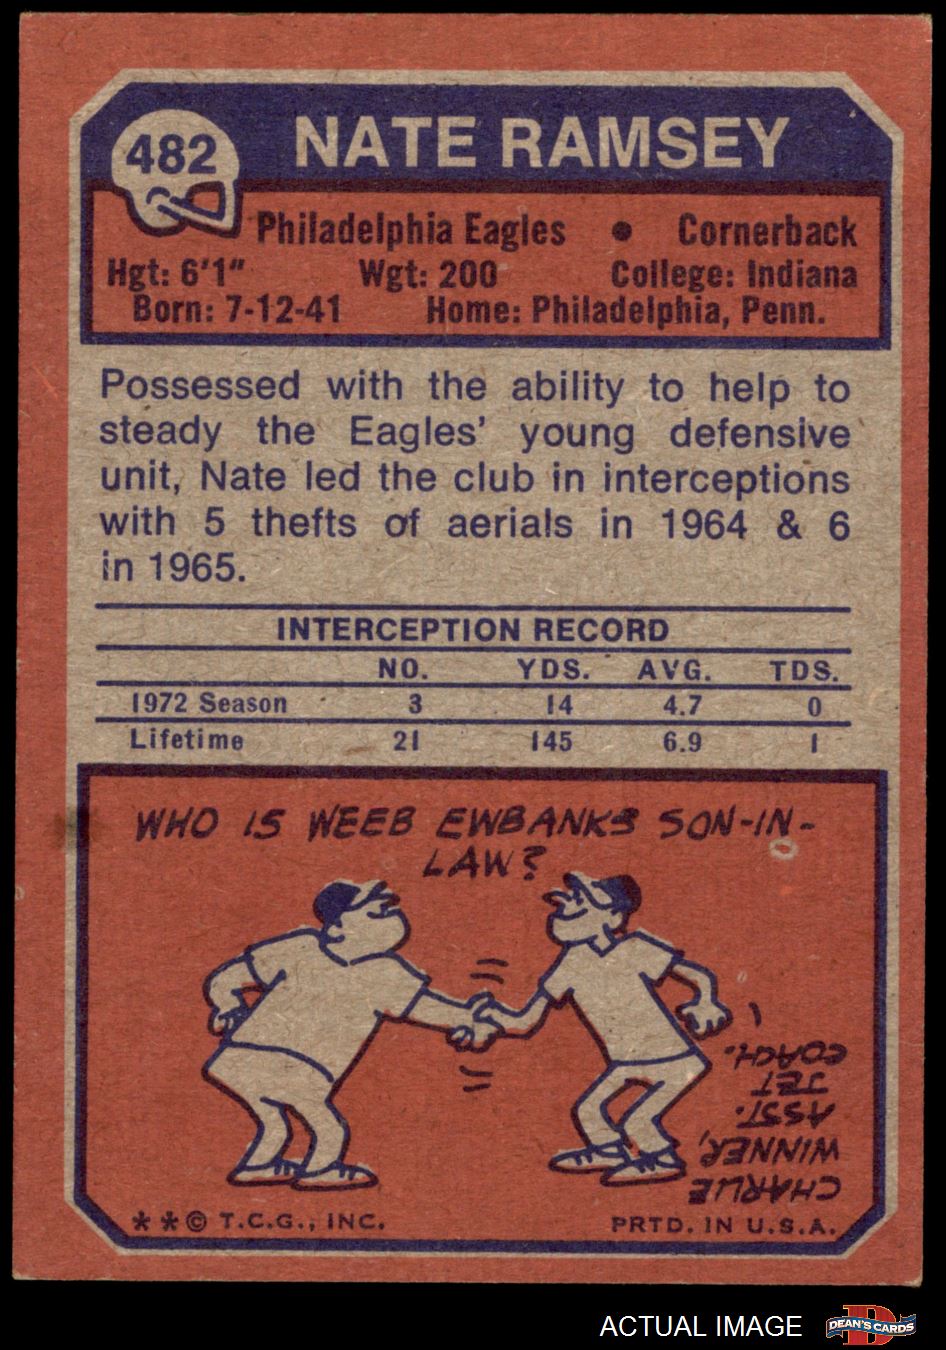 482
NATE RAMSEY
Philadelphia Eagles • Cornerback
Hgt: 6'1" Wgt: 200 College: Indiana
Born: 7-12-41 Home: Philadelphia, Penn.
Possessed with the ability to help to
steady the Eagles' young defensive
unit, Nate led the club in interceptions
with 5 thefts of aerials in 1964 & 6
in 1965.
INTERCEPTION RECORD
NO. YDS. AVG. TDS.
1972 Season 3 14 4.7 0
Lifetime 21 145 6.9 1
WHO IS WEEB EWBANKS SON-IN-
LAW?
CHARLIE
WINNER,
ASST.
JET
COACH.
**© T.C.G., INC. PRTD. IN U.S.A.
ACTUAL IMAGE
DEAN'S CARDS